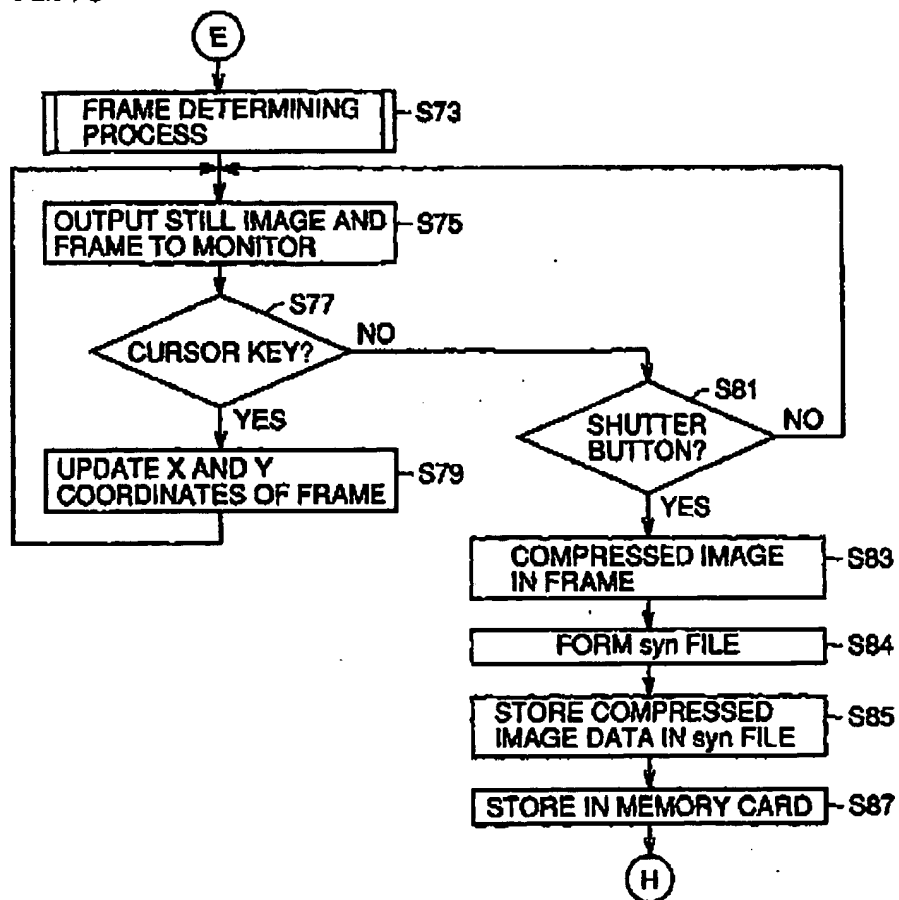 E
FRAME DETERMINING
PROCESS
S73
OUTPUT STILL IMAGE AND
FRAME TO MONITOR
S75
S77
CURSOR KEY?
NO
YES
UPDATE X AND Y
COORDINATES OF FRAME
S79
S81
SHUTTER
BUTTON?
NO
YES
COMPRESSED IMAGE
IN FRAME
S83
FORM syn FILE
S84
STORE COMPRESSED
IMAGE DATA IN syn FILE
S85
STORE IN MEMORY CARD
S87
H